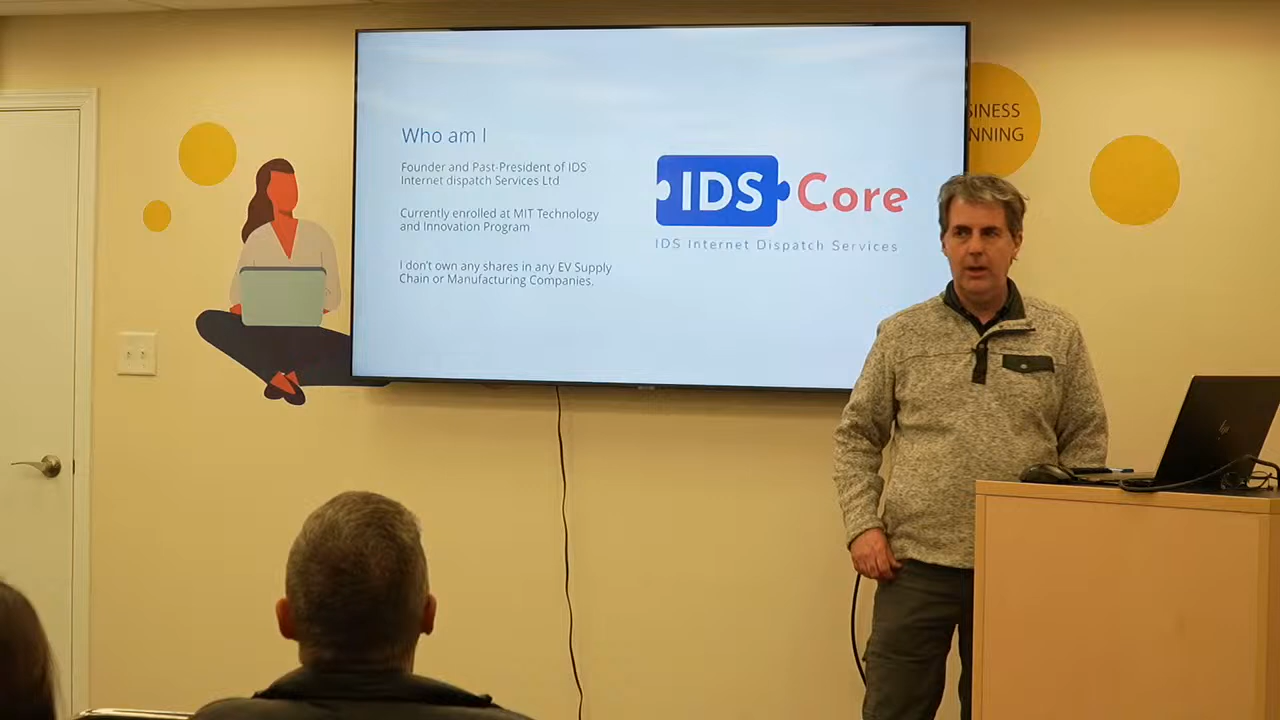 Who am I
Founder and Past-President of IDS
Internet dispatch Services Ltd
Currently enrolled at MIT Technology
and Innovation Program
I don't own any shares in any EV Supply
Chain or Manufacturing Companies.
IDS Core
IDS Internet Dispatch Services
SINESS
NNING
hp